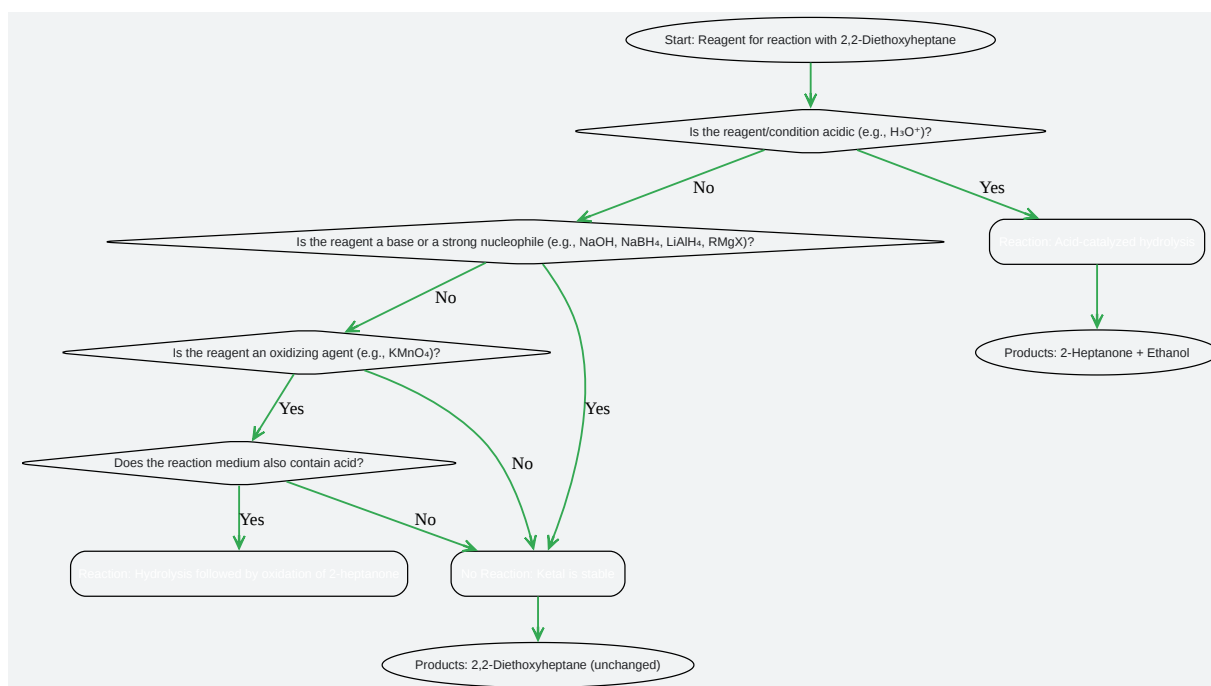 Start: Reagent for reaction with 2,2-Diethoxyheptane
Is the reagent/condition acidic (e.g., H₃O⁺)?
No
Yes
Is the reagent a base or a strong nucleophile (e.g., NaOH, NaBH₄, LiAlH₄, RMgX)?
Reaction: Acid-catalyzed hydrolysis
No
Is the reagent an oxidizing agent (e.g., KMnO₄)?
Products: 2-Heptanone + Ethanol
Yes
Yes
Does the reaction medium also contain acid?
No
Yes
No
Reaction: Hydrolysis followed by oxidation of 2-heptanone
No Reaction: Ketal is stable
Products: 2,2-Diethoxyheptane (unchanged)